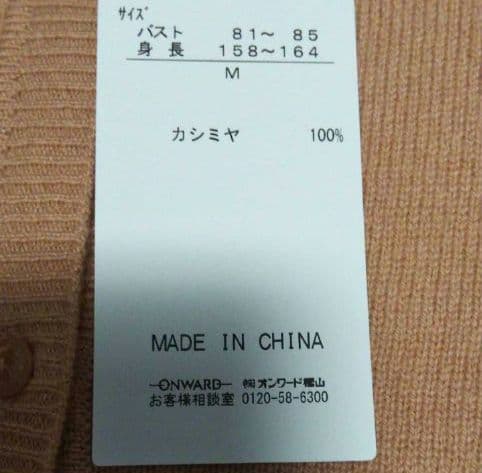 サイズ
バスト 81～ 85
身長 158～164
M
カシミヤ 100%
MADE IN CHINA
ONWARD ㈱オンワード樫山
お客様相談室 0120-58-6300